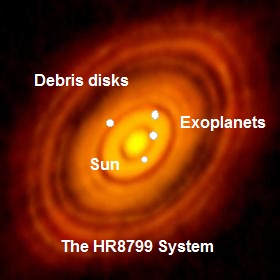 Debris disks
Exoplanets
Sun
The HR8799 System